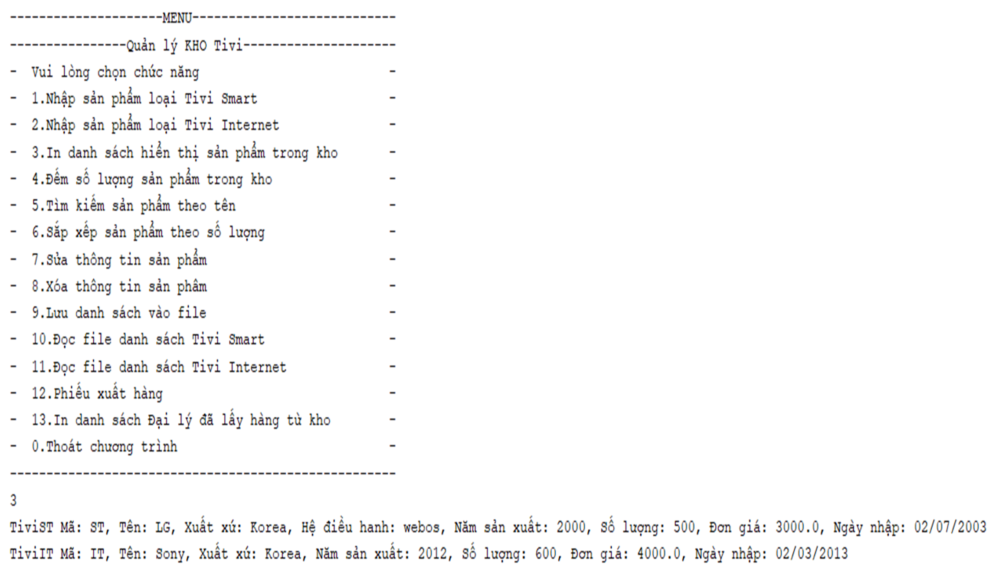 ---------------------MENU----------------------------
----------------Quản lý KHO Tivi---------------------
-  Vui lòng chọn chức năng                          -
-  1.Nhập sản phẩm loại Tivi Smart                  -
-  2.Nhập sản phẩm loại Tivi Internet               -
-  3.In danh sách hiển thị sản phẩm trong kho       -
-  4.Đếm số lượng sản phẩm trong kho                -
-  5.Tìm kiếm sản phẩm theo tên                     -
-  6.Sắp xếp sản phẩm theo số lượng                 -
-  7.Sửa thông tin sản phẩm                         -
-  8.Xóa thông tin sản phâm                         -
-  9.Lưu danh sách vào file                         -
-  10.Đọc file danh sách Tivi Smart                 -
-  11.Đọc file danh sách Tivi Internet              -
-  12.Phiếu xuất hàng                               -
-  13.In danh sách Đại lý đã lấy hàng từ kho        -
-  0.Thoát chương trình                             -
-----------------------------------------------------
3
TiviST Mã: ST, Tên: LG, Xuất xứ: Korea, Hệ điều hanh: webos, Năm sản xuất: 2000, Số lượng: 500, Đơn giá: 3000.0, Ngày nhập: 02/07/2003
TiviIT Mã: IT, Tên: Sony, Xuất xứ: Korea, Năm sản xuất: 2012, Số lượng: 600, Đơn giá: 4000.0, Ngày nhập: 02/03/2013